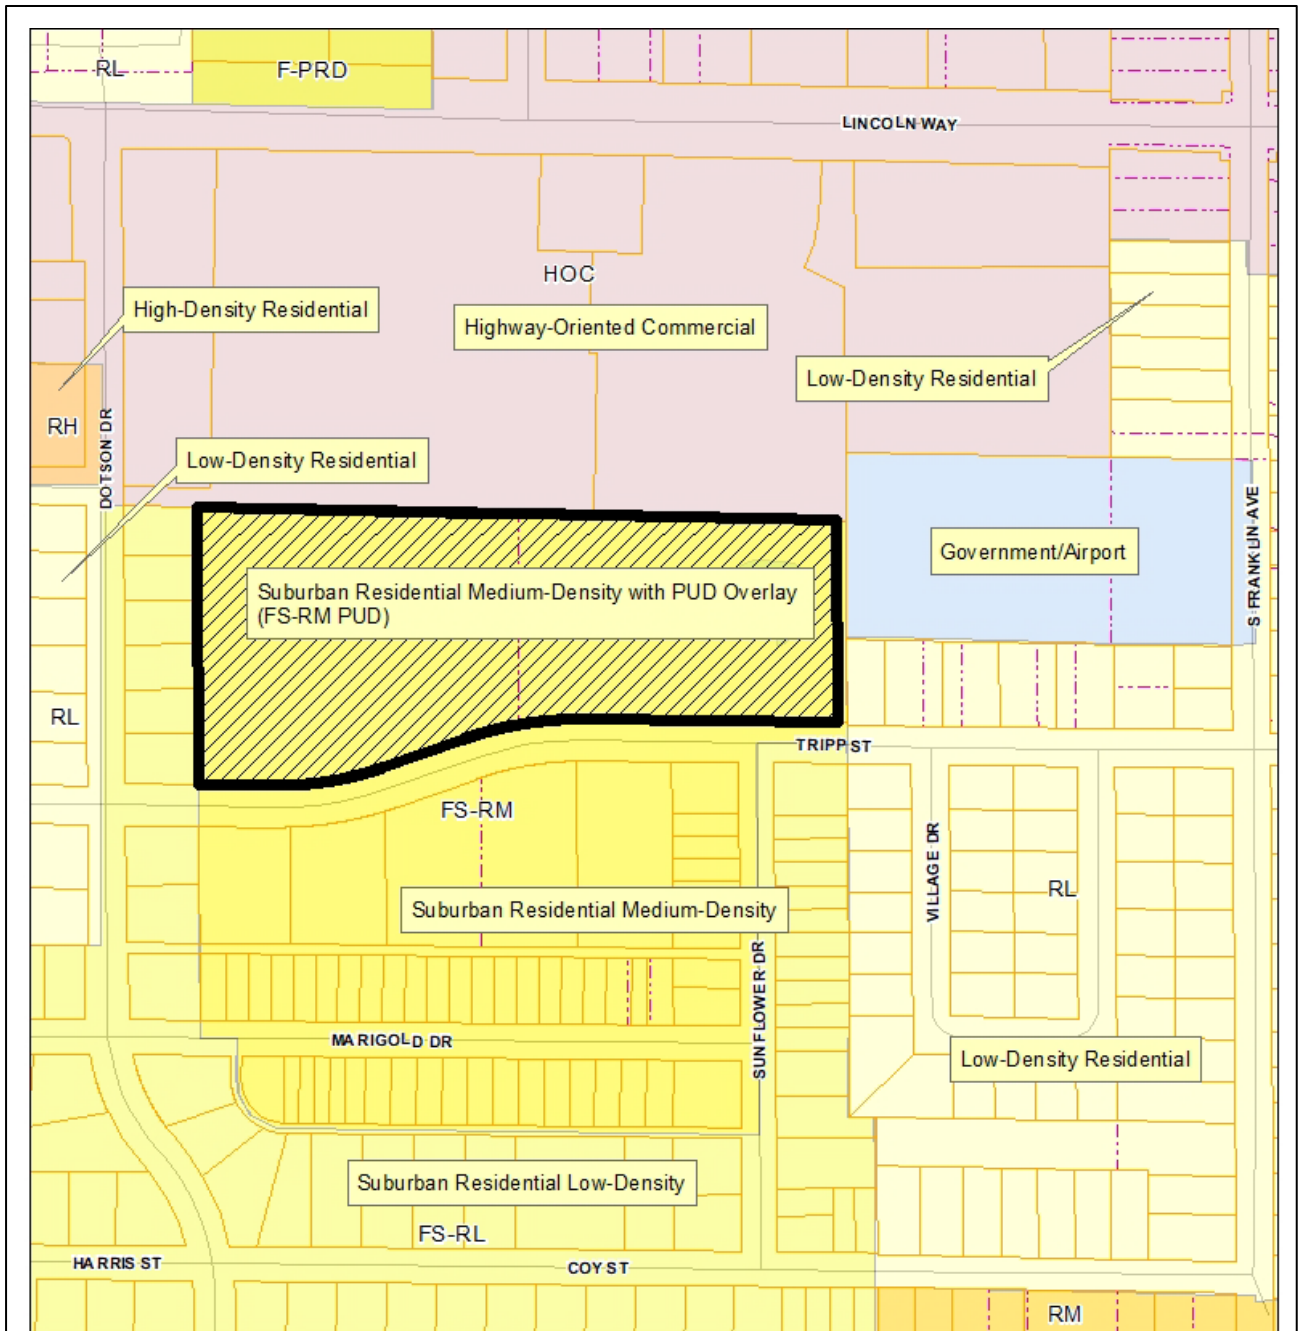 RL
F-PRD
LINCOLN WAY
HOC
High-Density Residential
Highway-Oriented Commercial
Low-Density Residential
RH
DOTSON DR
Low-Density Residential
S FRANKLIN AVE
Government/Airport
Suburban Residential Medium-Density with PUD Overlay
(FS-RM PUD)
RL
TRIPP ST
FS-RM
VILLAGE DR
RL
Suburban Residential Medium-Density
SUNFLOWER DR
MARIGOLD DR
Low-Density Residential
Suburban Residential Low-Density
FS-RL
HARRIS ST
COY ST
RM